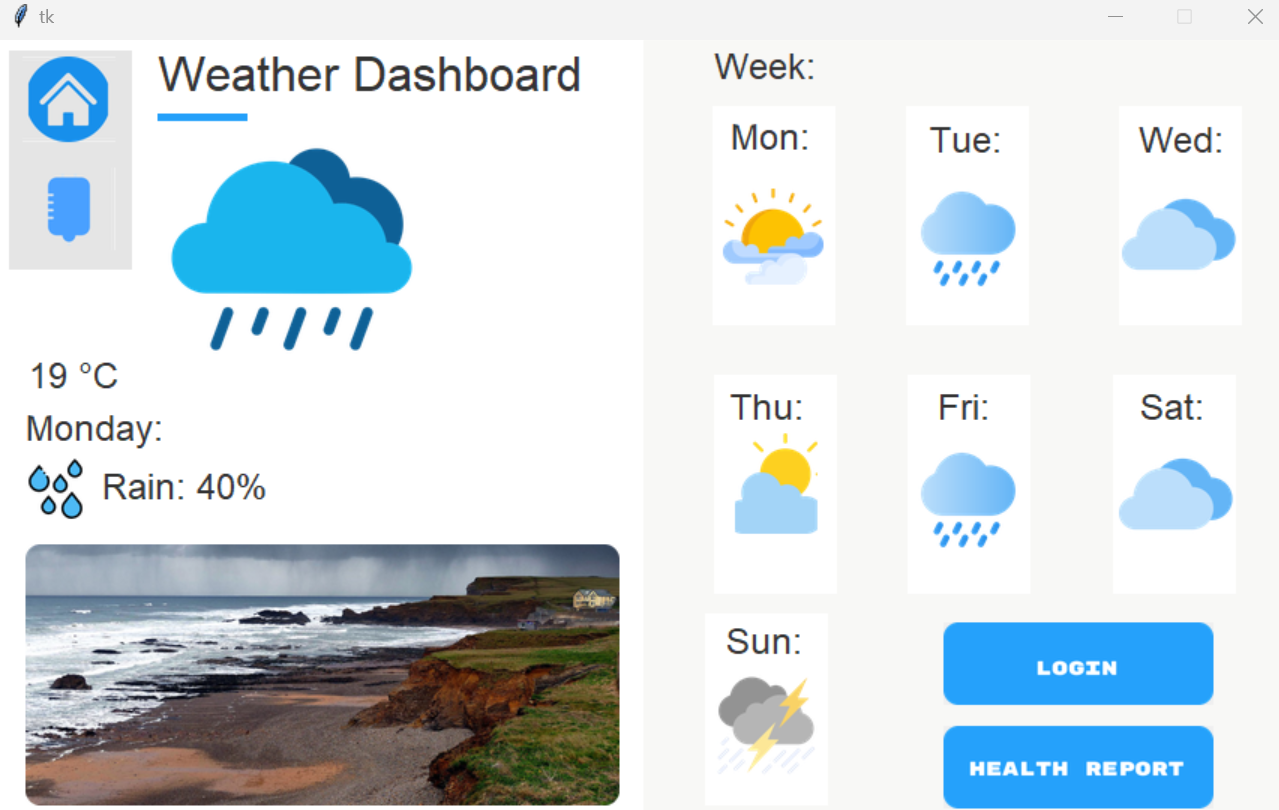 tk
Weather Dashboard
19 °C
Monday:
Rain: 40%
Week:
Mon:
Tue:
Wed:
Thu:
Fri:
Sat:
Sun:
LOGIN
HEALTH REPORT